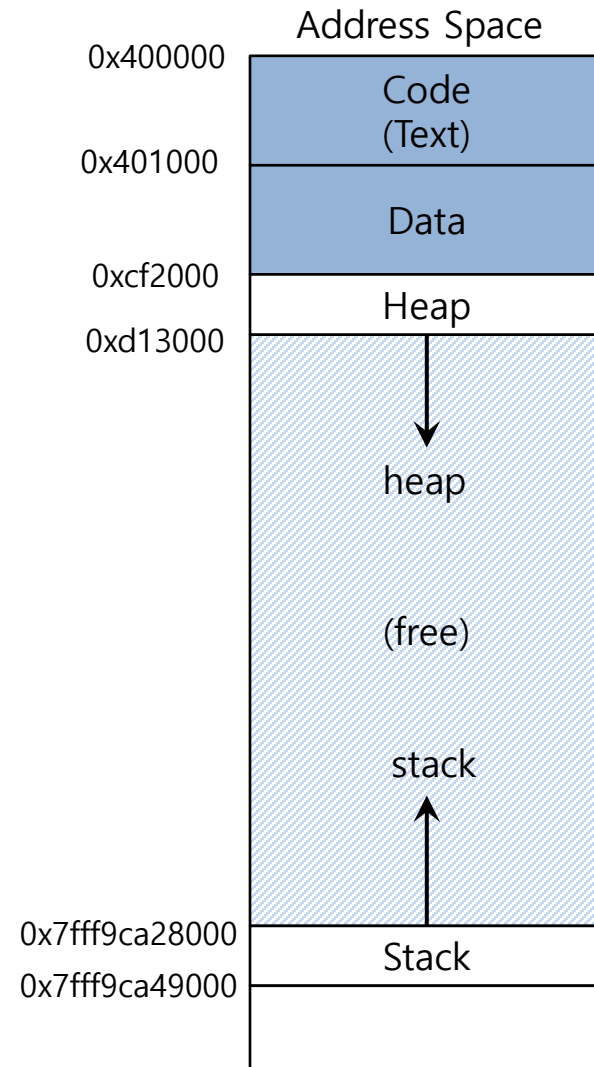 Address Space
0x400000
Code
(Text)
0x401000
Data
0xcf2000
Heap
0xd13000
heap
(free)
stack
0x7fff9ca28000
Stack
0x7fff9ca49000